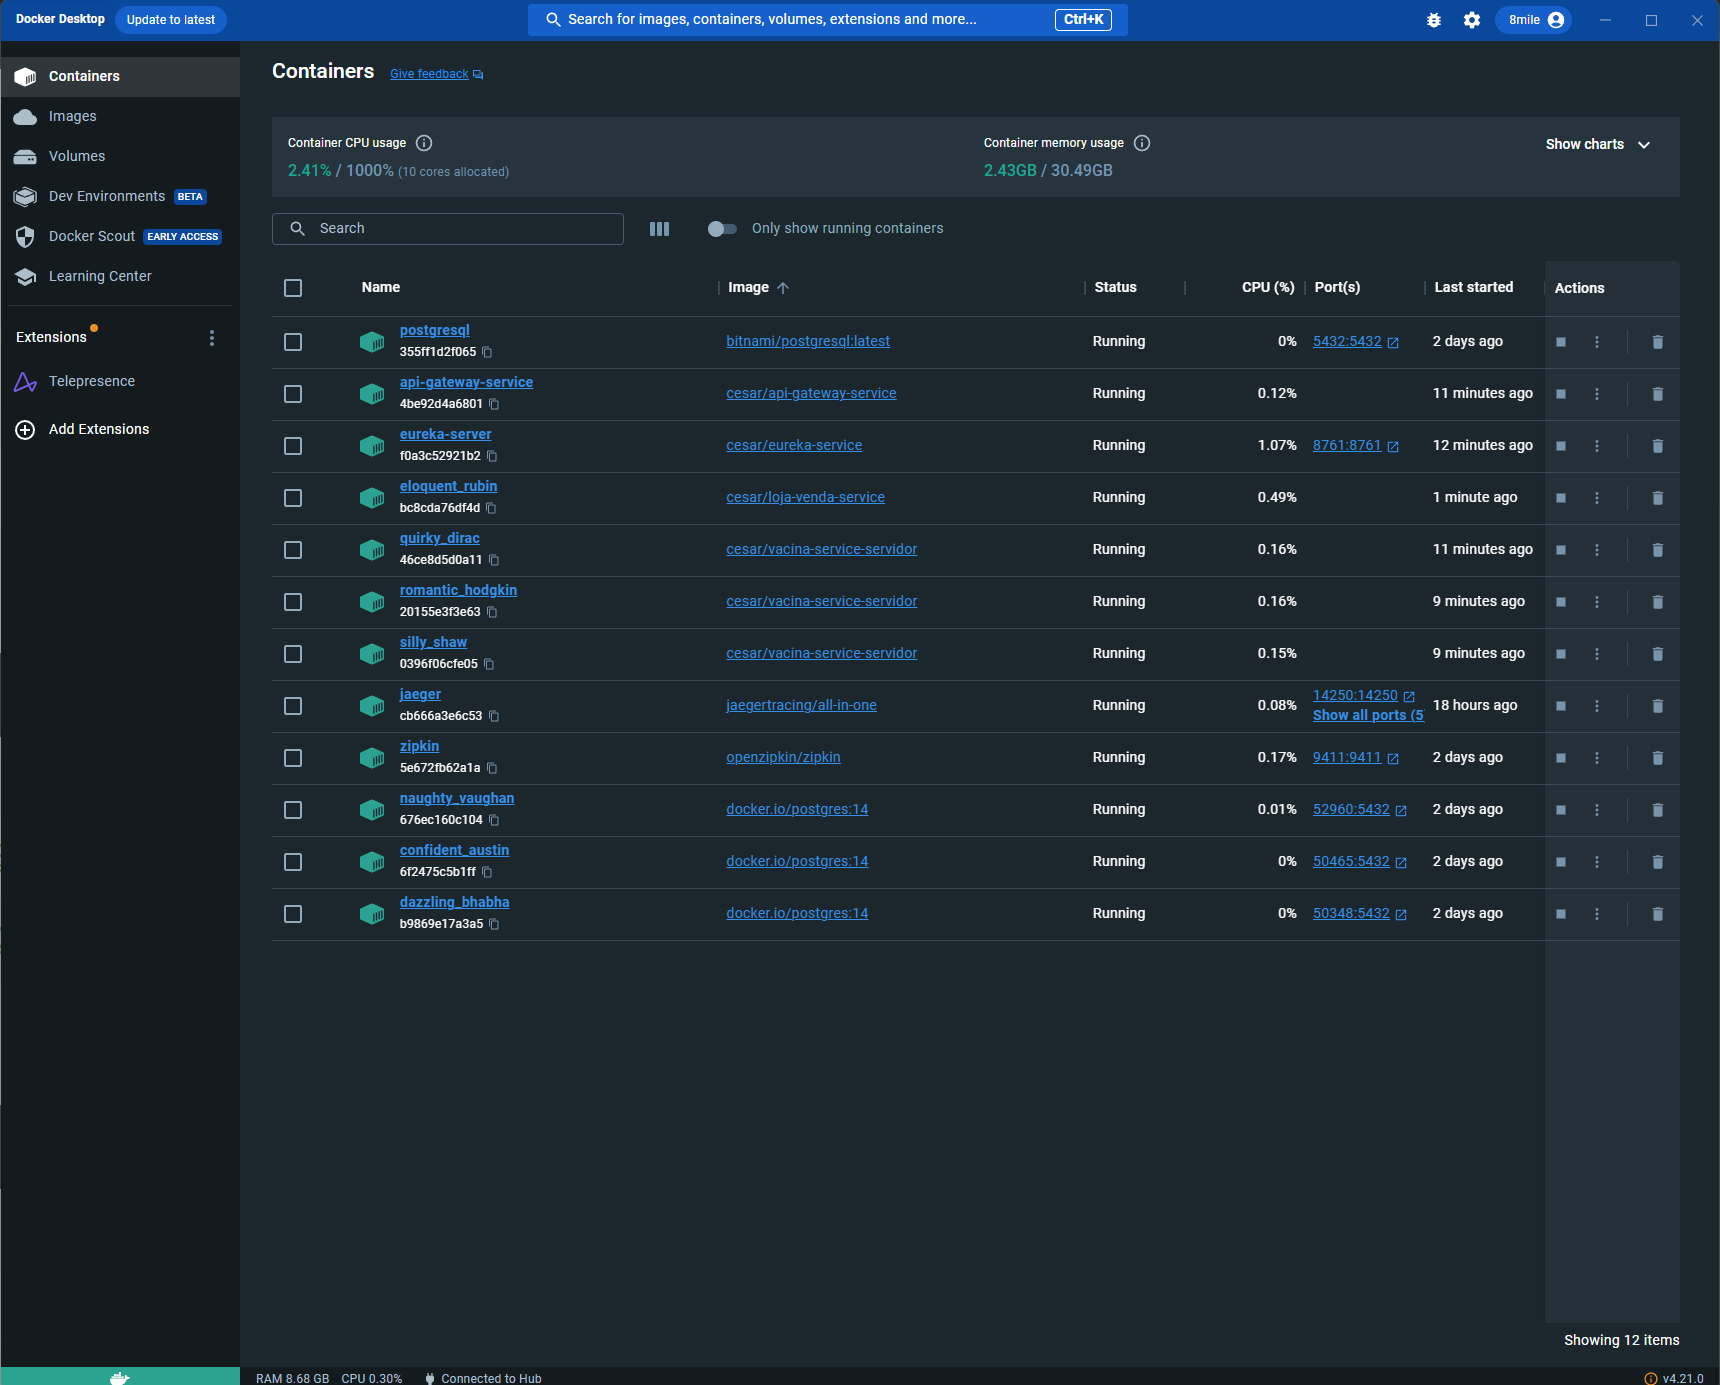 Docker Desktop Update to latest Search for images, containers, volumes, extensions and more... Ctrl+K 8mile
Containers
Images
Volumes
Dev Environments BETA
Docker Scout EARLY ACCESS
Learning Center
Extensions
Telepresence
Add Extensions
Containers Give feedback
Container CPU usage
2.41% / 1000% (10 cores allocated)
Container memory usage
2.43GB / 30.49GB
Show charts
Search Only show running containers
Name Image Status CPU (%) Port(s) Last started Actions
postgresql
355ff1d2f065
bitnami/postgresql:latest Running 0% 5432:5432 2 days ago
api-gateway-service
4be92d4a6801
cesar/api-gateway-service Running 0.12% 11 minutes ago
eureka-server
f0a3c52921b2
cesar/eureka-service Running 1.07% 8761:8761 12 minutes ago
eloquent_rubin
bc8cda76df4d
cesar/loja-venda-service Running 0.49% 1 minute ago
quirky_dirac
46ce8d5d0a11
cesar/vacina-service-servidor Running 0.16% 11 minutes ago
romantic_hodgkin
20155e3f3e63
cesar/vacina-service-servidor Running 0.16% 9 minutes ago
silly_shaw
0396f06cfe05
cesar/vacina-service-servidor Running 0.15% 9 minutes ago
jaeger
cb666a3e6c53
jaegertracing/all-in-one Running 0.08% 14250:14250 18 hours ago
Show all ports (5
zipkin
5e672fb62a1a
openzipkin/zipkin Running 0.17% 9411:9411 2 days ago
naughty_vaughan
676ec160c104
docker.io/postgres:14 Running 0.01% 52960:5432 2 days ago
confident_austin
6f2475c5b1ff
docker.io/postgres:14 Running 0% 50465:5432 2 days ago
dazzling_bhabha
b9869e17a3a5
docker.io/postgres:14 Running 0% 50348:5432 2 days ago
Showing 12 items
RAM 8.68 GB CPU 0.30% Connected to Hub v4.21.0